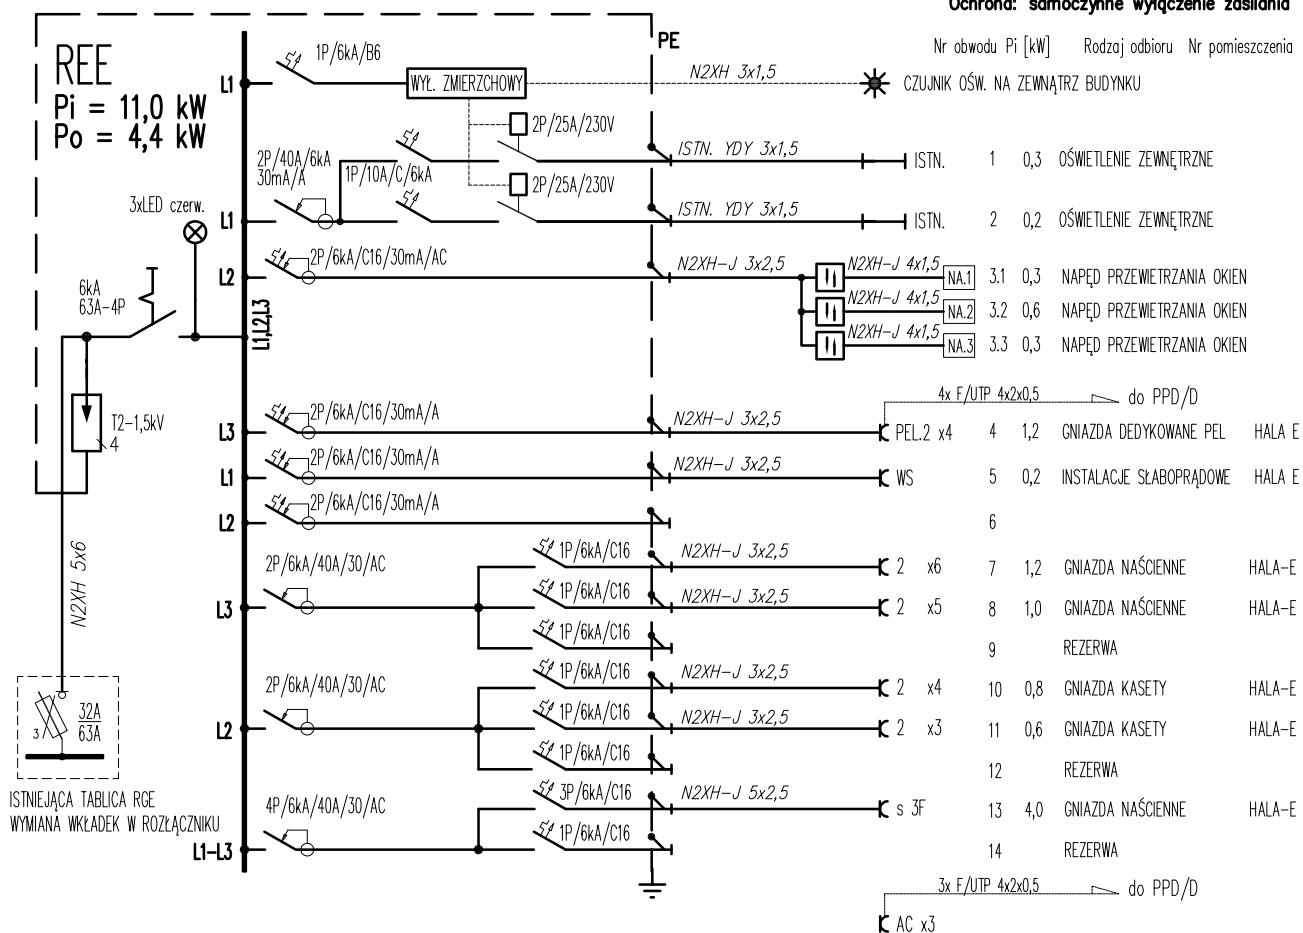 Ochrona: samoczynne wyłączenie zasilania
Nr obwodu Pi [kW] Rodzaj odbioru Nr pomieszczenia
REE
Pi = 11,0 kW
Po = 4,4 kW
PE
L1 1P/6kA/B6 WYŁ. ZMIERZCHOWY N2XH 3x1,5 CZUJNIK OŚW. NA ZEWNĄTRZ BUDYNKU
2P/25A/230V
2P/40A/6kA
30mA/A
1P/10A/C/6kA
ISTN. YDY 3x1,5 ISTN. 1 0,3 OŚWIETLENIE ZEWNĘTRZNE
2P/25A/230V
3xLED czerw.
L1 ISTN. YDY 3x1,5 ISTN. 2 0,2 OŚWIETLENIE ZEWNĘTRZNE
L2 2P/6kA/C16/30mA/AC N2XH-J 3x2,5 N2XH-J 4x1,5 NA.1 3.1 0,3 NAPĘD PRZEWIETRZANIA OKIEN
N2XH-J 4x1,5 NA.2 3.2 0,6 NAPĘD PRZEWIETRZANIA OKIEN
N2XH-J 4x1,5 NA.3 3.3 0,3 NAPĘD PRZEWIETRZANIA OKIEN
6kA
63A-4P
L1,L2,L3
T2-1,5kV
4
4x F/UTP 4x2x0,5 do PPD/D
L3 2P/6kA/C16/30mA/A N2XH-J 3x2,5 PEL.2 x4 4 1,2 GNIAZDA DEDYKOWANE PEL HALA E
L1 2P/6kA/C16/30mA/A N2XH-J 3x2,5 WS 5 0,2 INSTALACJE SŁABOPRĄDOWE HALA E
L2 2P/6kA/C16/30mA/A 6
N2XH 5x6
1P/6kA/C16 N2XH-J 3x2,5 2 x6 7 1,2 GNIAZDA NAŚCIENNE HALA-E
L3 2P/6kA/40A/30/AC 1P/6kA/C16 N2XH-J 3x2,5 2 x5 8 1,0 GNIAZDA NAŚCIENNE HALA-E
1P/6kA/C16 9 REZERWA
1P/6kA/C16 N2XH-J 3x2,5 2 x4 10 0,8 GNIAZDA KASETY HALA-E
L2 2P/6kA/40A/30/AC 1P/6kA/C16 N2XH-J 3x2,5 2 x3 11 0,6 GNIAZDA KASETY HALA-E
1P/6kA/C16 12 REZERWA
3
32A
63A
ISTNIEJĄCA TABLICA RGE
WYMIANA WKŁADEK W ROZŁĄCZNIKU
3P/6kA/C16 N2XH-J 5x2,5 s 3F 13 4,0 GNIAZDA NAŚCIENNE HALA-E
L1-L3 4P/6kA/40A/30/AC 1P/6kA/C16 14 REZERWA
3x F/UTP 4x2x0,5 do PPD/D
AC x3